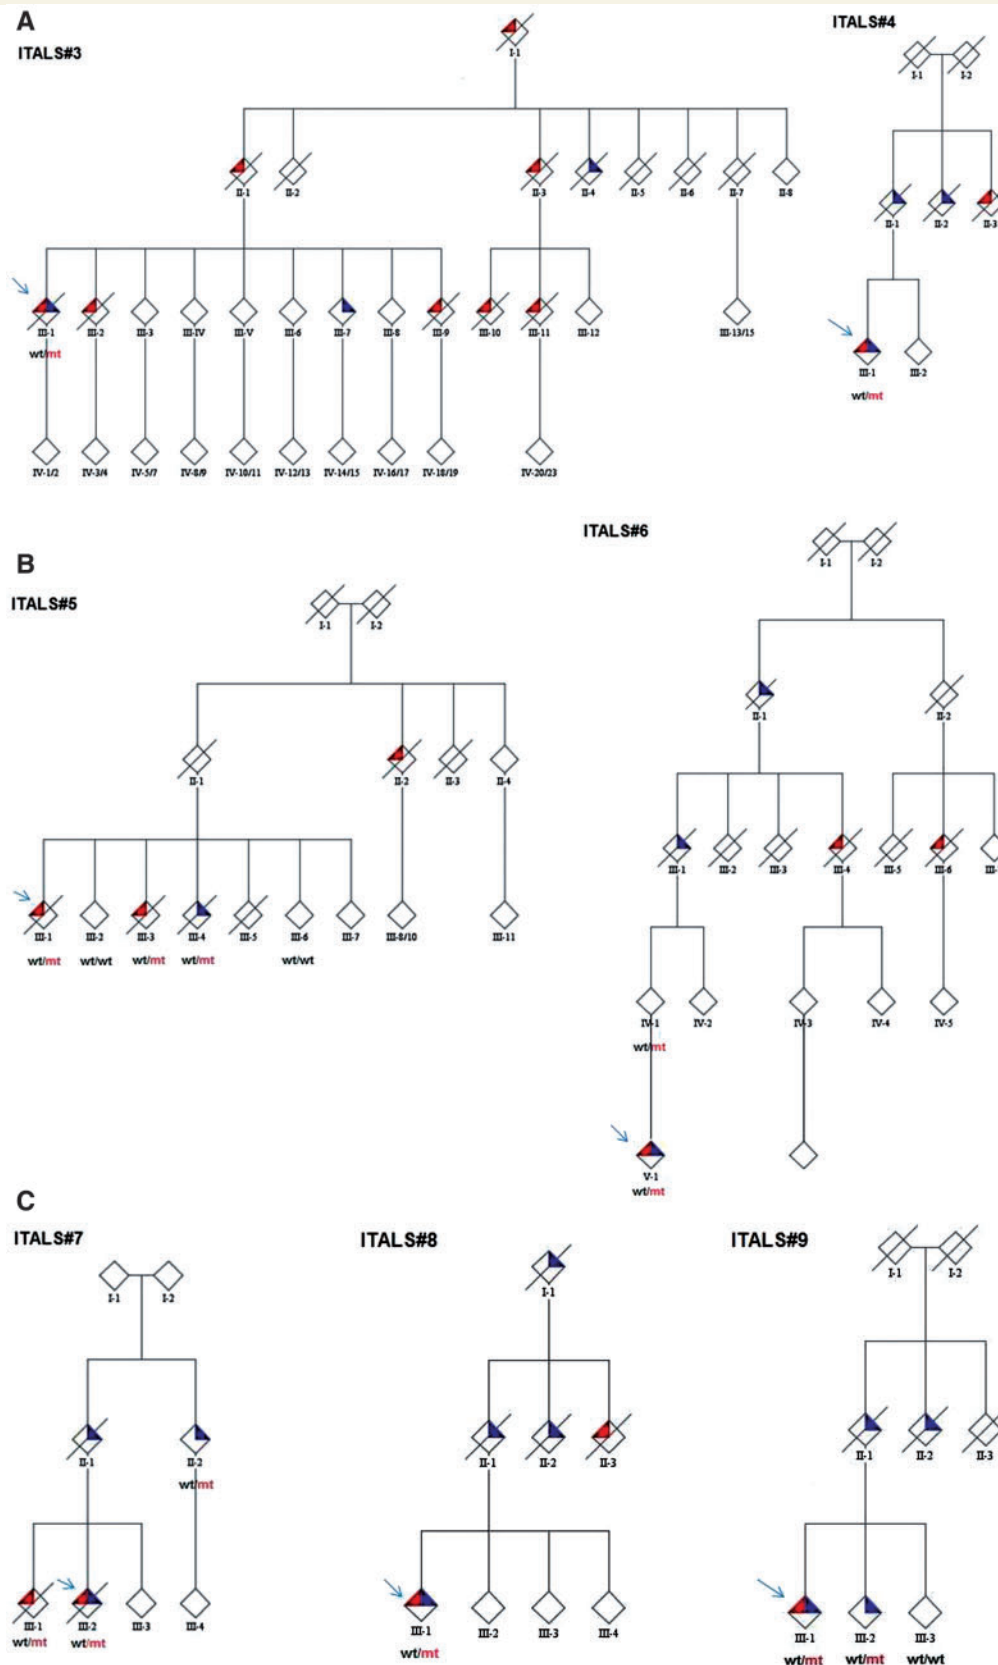 A
ITALS#3
I-1
II-1 II-2 II-3 II-4 II-5 II-6 II-7 II-8
III-1 III-2 III-3 III-IV III-V III-6 III-7 III-8 III-9 III-10 III-11 III-12 III-13/15
wt/mt
IV-1/2 IV-3/4 IV-5/7 IV-8/9 IV-10/11 IV-12/13 IV-14/15 IV-16/17 IV-18/19 IV-20/23
ITALS#4
I-1 I-2
II-1 II-2 II-3
III-1 III-2
wt/mt
B
ITALS#5
I-1 I-2
II-1 II-2 II-3 II-4
III-1 III-2 III-3 III-4 III-5 III-6 III-7 III-8/10 III-11
wt/mt wt/wt wt/mt wt/mt wt/wt
ITALS#6
I-1 I-2
II-1 II-2
III-1 III-2 III-3 III-4 III-5 III-6
IV-1 IV-2 IV-3 IV-4 IV-5
wt/mt
V-1
wt/mt
C
ITALS#7
I-1 I-2
II-1 II-2
wt/mt
III-1 III-2 III-3 III-4
wt/mt wt/mt
ITALS#8
I-1
II-1 II-2 II-3
III-1 III-2 III-3 III-4
wt/mt
ITALS#9
I-1 I-2
II-1 II-2 II-3
III-1 III-2 III-3
wt/mt wt/mt wt/wt